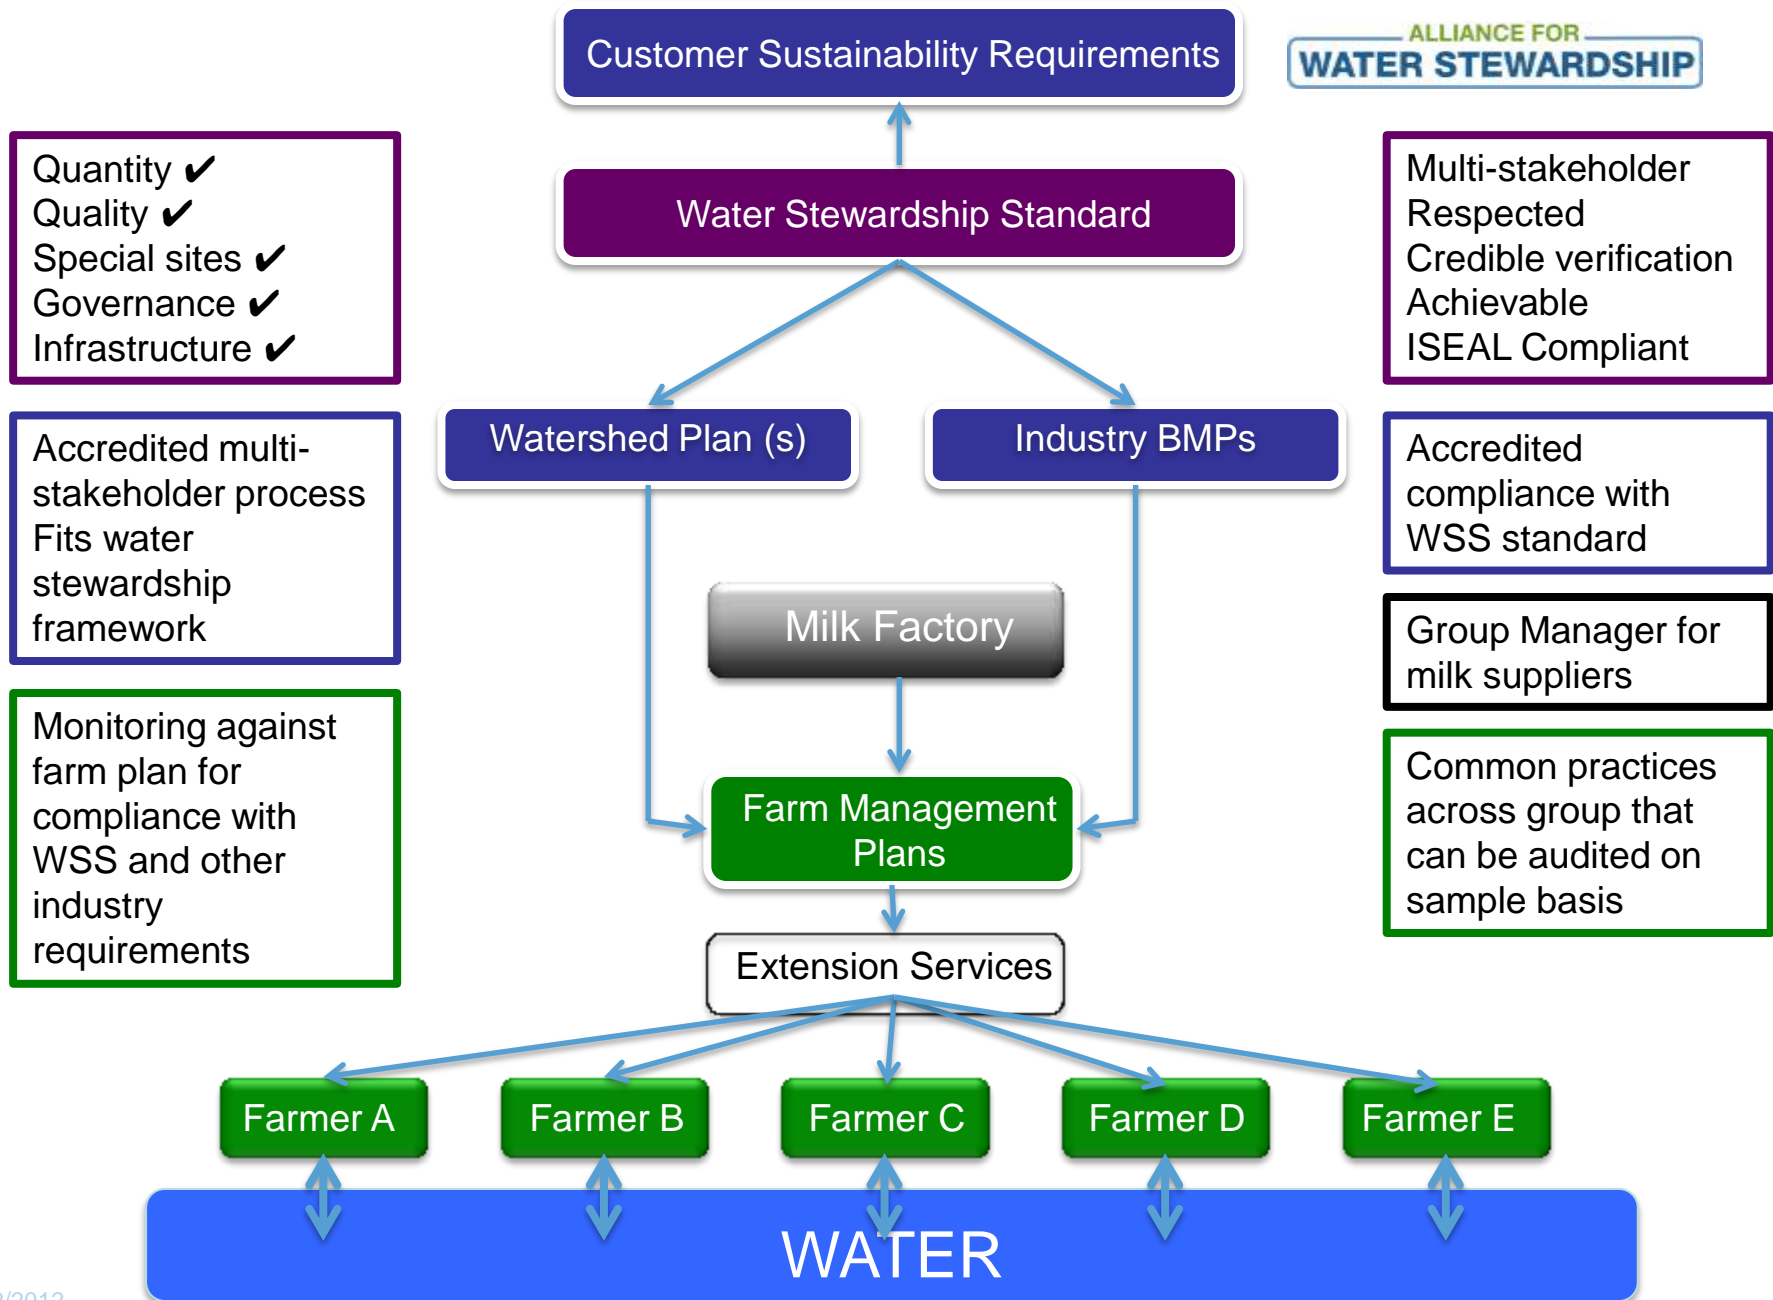 Customer Sustainability Requirements
ALLIANCE FOR
WATER STEWARDSHIP
Quantity ✔
Quality ✔
Special sites ✔
Governance ✔
Infrastructure ✔
Water Stewardship Standard
Multi-stakeholder
Respected
Credible verification
Achievable
ISEAL Compliant
Accredited multi-
stakeholder process
Fits water
stewardship
framework
Watershed Plan (s)
Industry BMPs
Accredited
compliance with
WSS standard
Milk Factory
Group Manager for
milk suppliers
Monitoring against
farm plan for
compliance with
WSS and other
industry
requirements
Farm Management
Plans
Common practices
across group that
can be audited on
sample basis
Extension Services
Farmer A
Farmer B
Farmer C
Farmer D
Farmer E
WATER
/2012